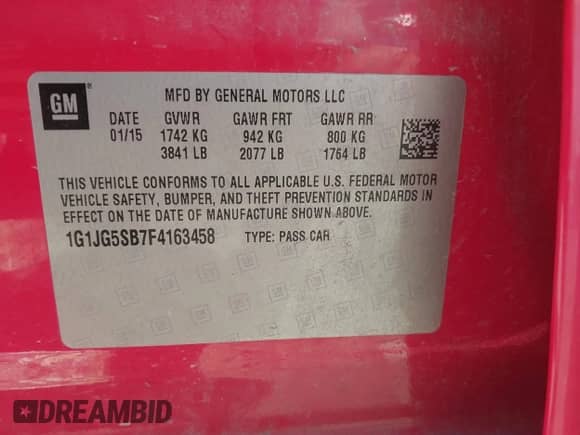 GM
MFD BY GENERAL MOTORS LLC
DATE GVWR GAWR FRT GAWR RR
01/15 1742 KG 942 KG 800 KG
3841 LB 2077 LB 1764 LB
THIS VEHICLE CONFORMS TO ALL APPLICABLE U.S. FEDERAL MOTOR
VEHICLE SAFETY, BUMPER, AND THEFT PREVENTION STANDARDS IN
EFFECT ON THE DATE OF MANUFACTURE SHOWN ABOVE.
1G1JG5SB7F4163458 TYPE: PASS CAR
DREAMBID